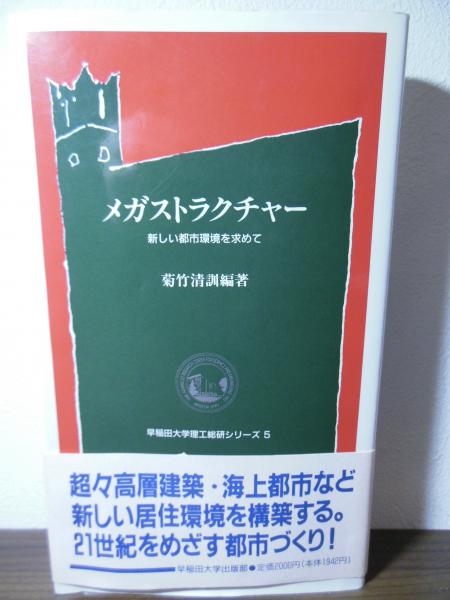 メガストラクチャー
新しい都市環境を求めて
菊竹清訓編著
早稲田大学理工総研シリーズ 5
超々高層建築・海上都市など
新しい居住環境を構築する。
21世紀をめざす都市づくり!
早稲田大学出版部●定価2000円(本体1942円)